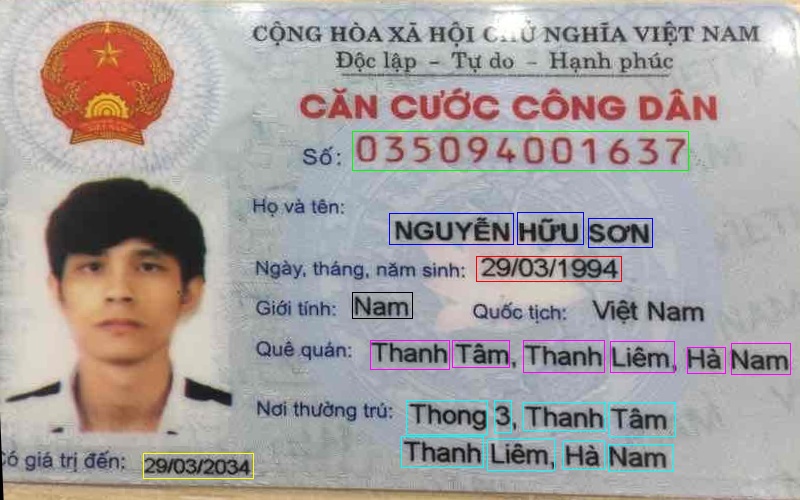 CỘNG HÒA XÃ HỘI CHỦ NGHĨA VIỆT NAM
Độc lập - Tự do - Hạnh phúc
CĂN CƯỚC CÔNG DÂN
Số: 035094001637
Họ và tên:
NGUYỄN HỮU SƠN
Ngày, tháng, năm sinh: 29/03/1994
Giới tính: Nam Quốc tịch: Việt Nam
Quê quán: Thanh Tâm, Thanh Liêm, Hà Nam
Nơi thường trú: Thong 3, Thanh Tâm
Thanh Liêm, Hà Nam
Có giá trị đến: 29/03/2034